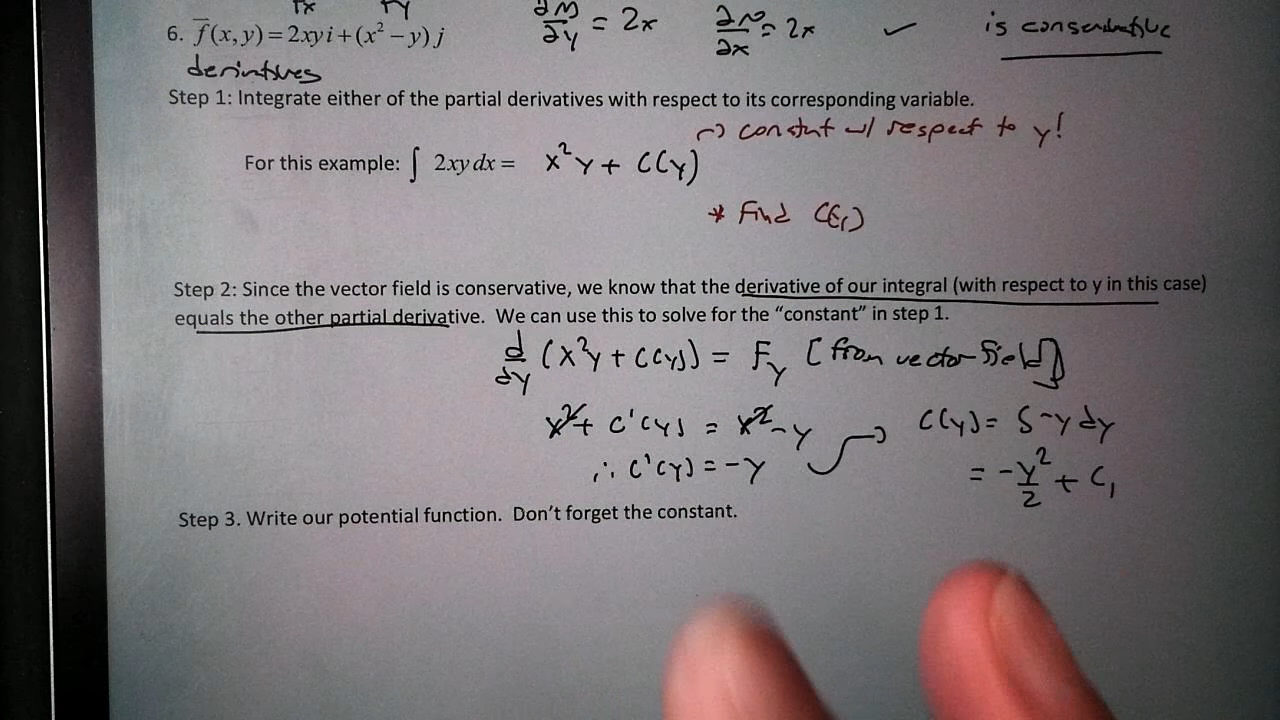 Fx Fy
6. f(x,y)=2xyi+(x²−y)j ∂M/∂y = 2x ∂N/∂x = 2x ✓ is conservative
derivatives
Step 1: Integrate either of the partial derivatives with respect to its corresponding variable.
→ constant w/ respect to y!
For this example: ∫ 2xy dx = x²y + C(y)
* Find C(y)
Step 2: Since the vector field is conservative, we know that the derivative of our integral (with respect to y in this case)
equals the other partial derivative. We can use this to solve for the “constant” in step 1.
d/dy (x²y + C(y)) = Fy [from vector field]
x² + C'(y) = x² − y → C(y) = ∫ −y dy
∴ C'(y) = −y = −y²/2 + C₁
Step 3. Write our potential function. Don’t forget the constant.